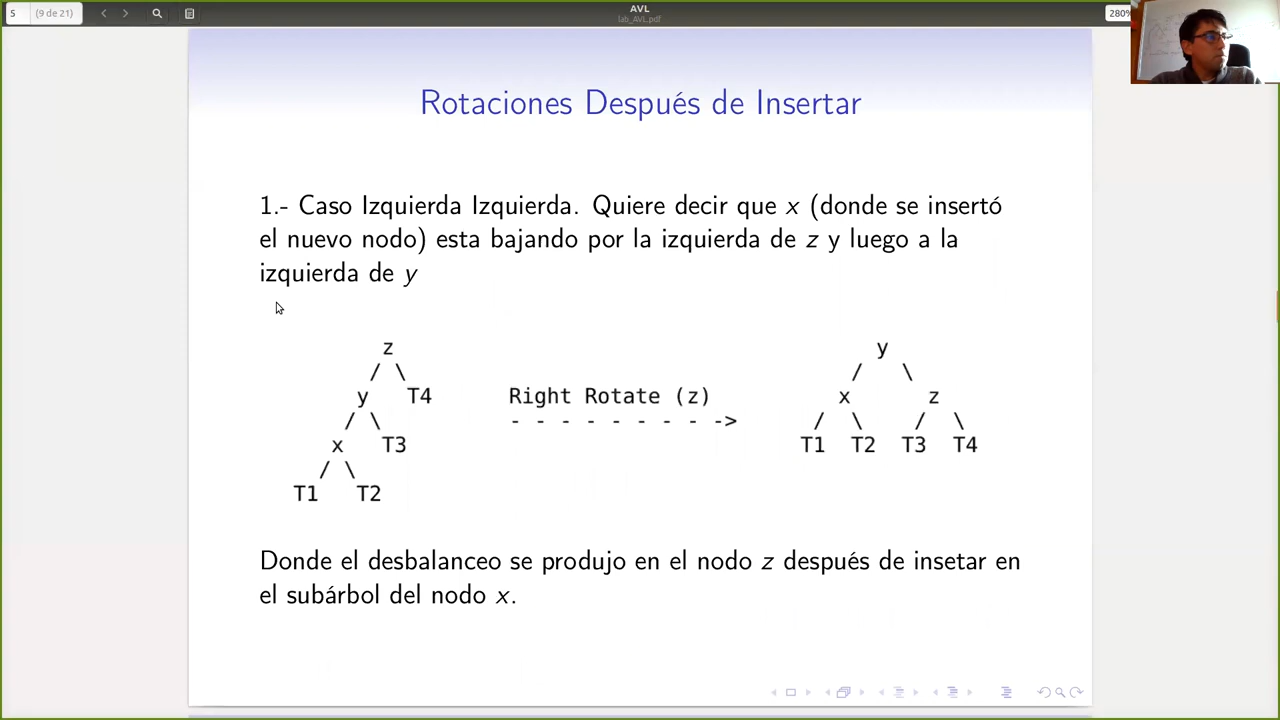 5 (9 de 21) AVL 280%
lab_AVL.pdf
Rotaciones Después de Insertar
1.- Caso Izquierda Izquierda. Quiere decir que x (donde se insertó
el nuevo nodo) esta bajando por la izquierda de z y luego a la
izquierda de y
z y
/ \ / \
y T4 Right Rotate (z) x z
/ \ - - - - - - - - -> / \ / \
x T3 T1 T2 T3 T4
/ \
T1 T2
Donde el desbalanceo se produjo en el nodo z después de insetar en
el subárbol del nodo x.